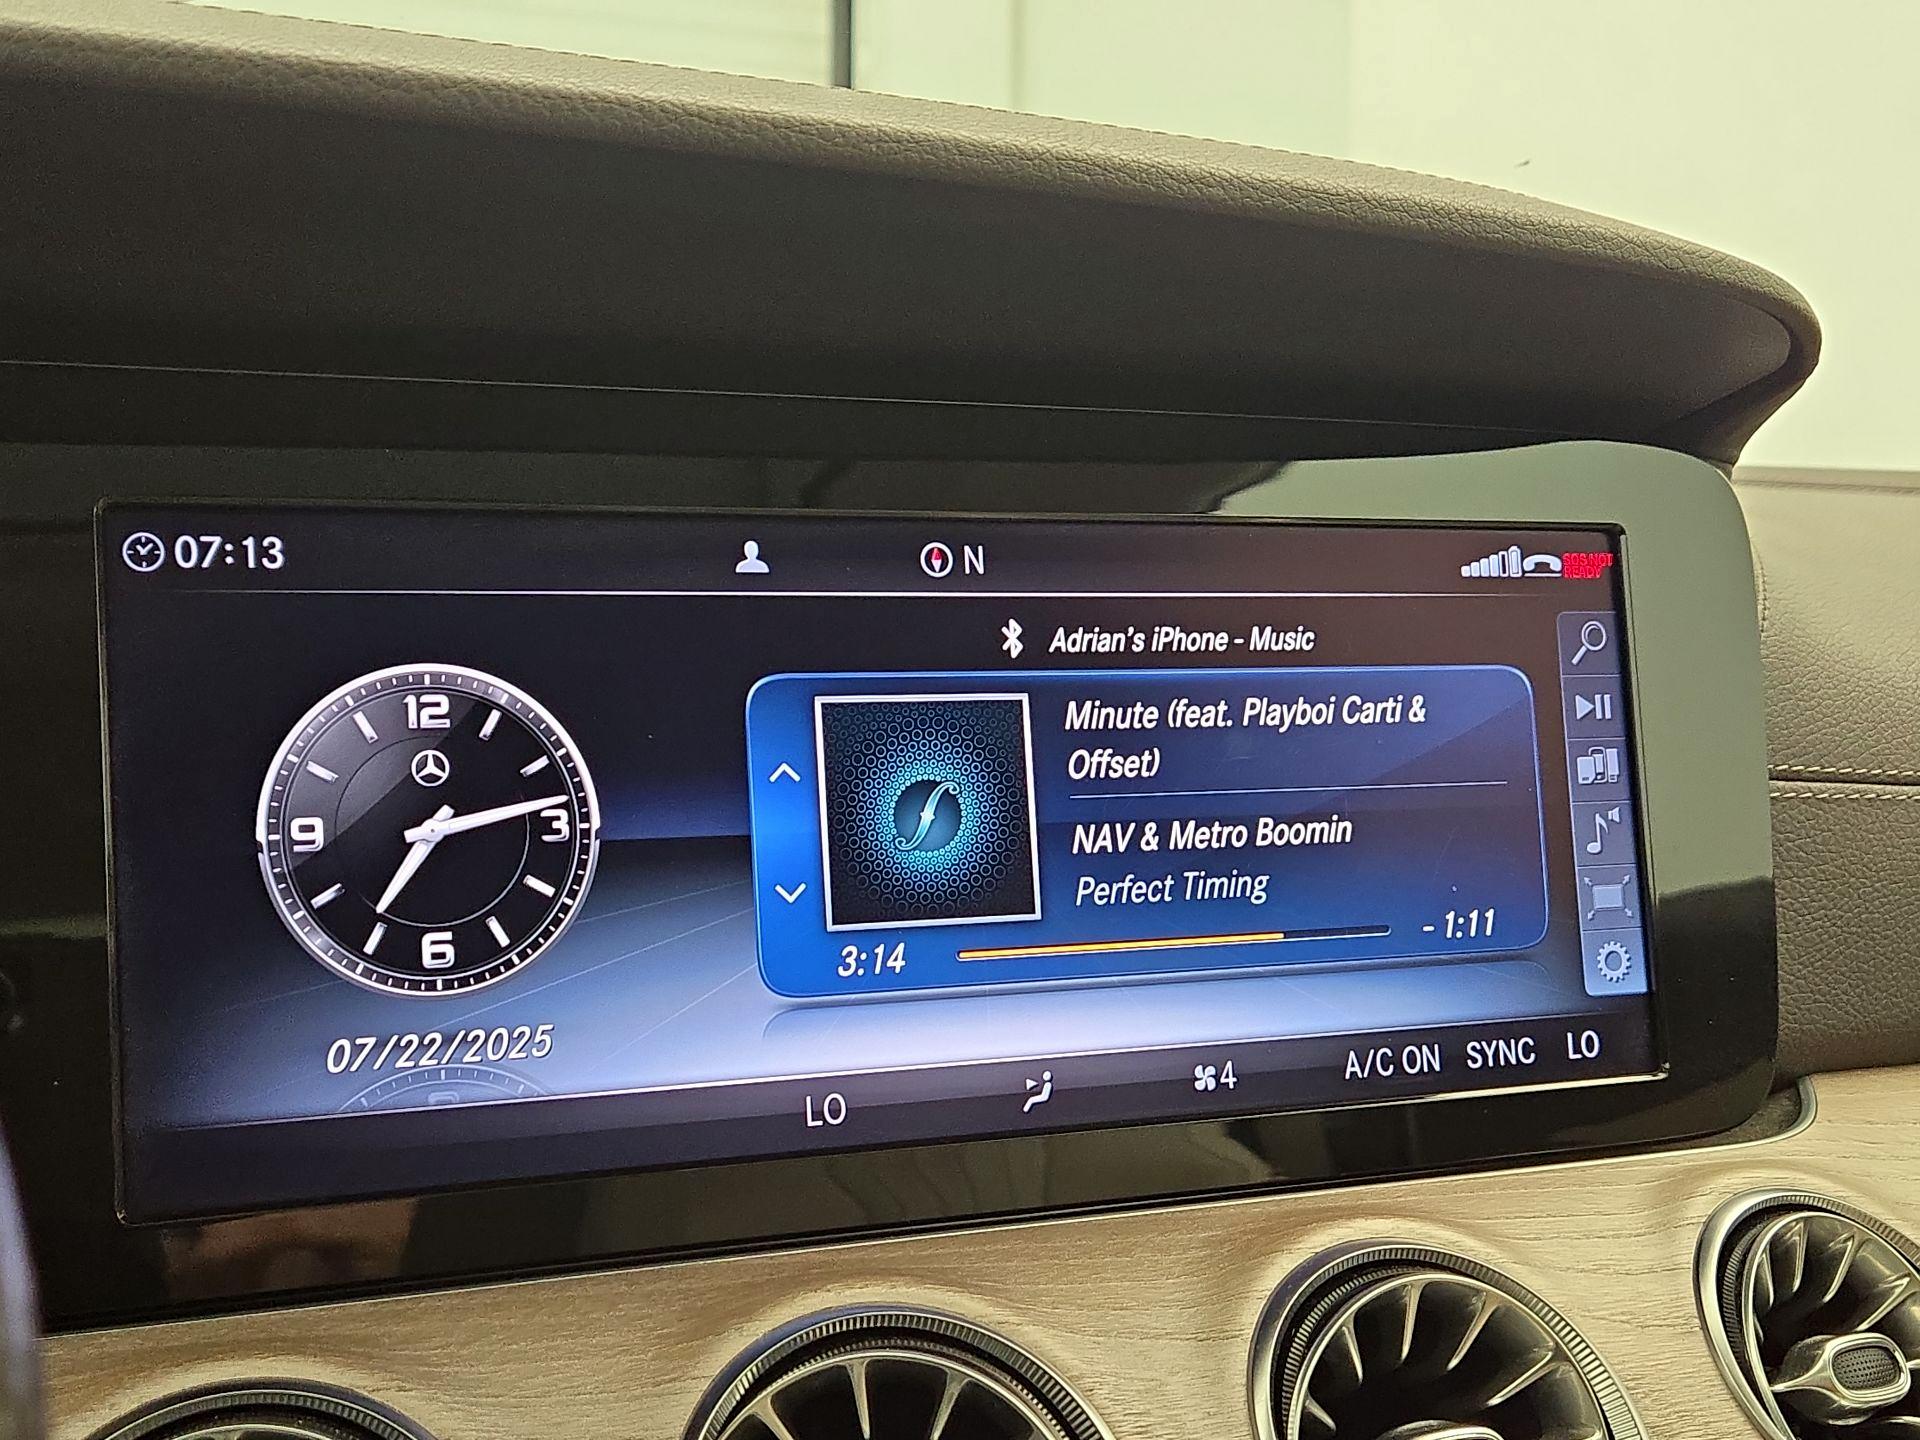 07:13
N
SOS NOT
READY
Adrian's iPhone - Music
12
3
6
9
Minute (feat. Playboi Carti &
Offset)
NAV & Metro Boomin
Perfect Timing
3:14
- 1:11
07/22/2025
LO
4
A/C ON
SYNC
LO